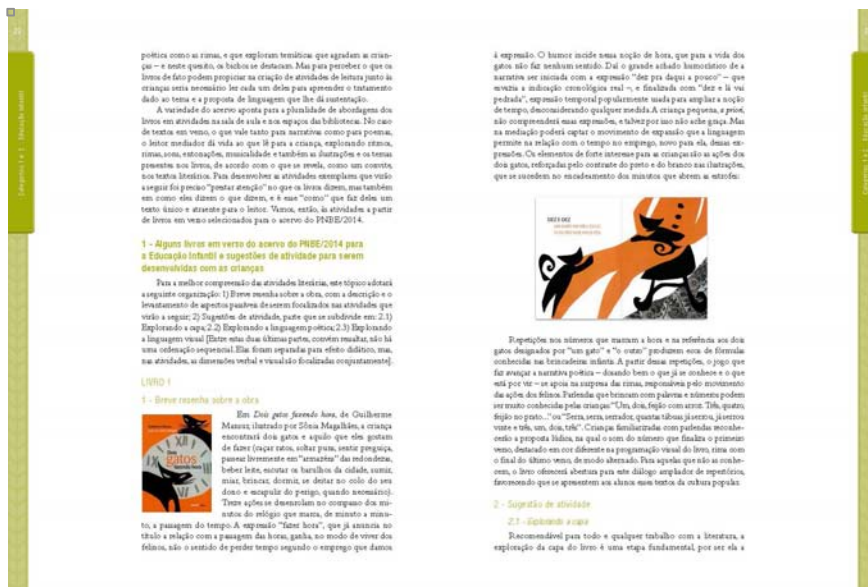 poética como as rimas, e que exploram temáticas que agradam as crian-
ças – e neste quesito, os bichos se destacam. Mas para perceber o que os
livros de fato podem propiciar na criação de atividades de leitura junto às
crianças seria necessário ler cada um deles para apreender o tratamento
dado ao tema e a proposta de linguagem que lhe dá sustentação.
A variedade do acervo aponta para a pluralidade de abordagens dos
livros em atividades na sala de aula e nos espaços das bibliotecas. No caso
de textos em verso, o que vale tanto para narrativas como para poemas,
o leitor mediador dá vida ao que lê para a criança, explorando ritmos,
rimas, sons, entonações, musicalidade e também as ilustrações e os temas
presentes nos livros, de acordo com o que se revela, como um convite,
nos textos literários. Para desenvolver as atividades exemplares que virão
a seguir foi preciso "prestar atenção" no que os livros dizem, mas também
em como eles dizem o que dizem, e é esse "como" que faz deles um
texto único e atraente para o leitor. Vamos, então, às atividades a partir
de livros em verso selecionados para o acervo do PNBE/2014.
1 - Alguns livros em verso do acervo do PNBE/2014 para
a Educação Infantil e sugestões de atividade para serem
desenvolvidas com as crianças
Para a melhor compreensão das atividades literárias, este tópico adotará
a seguinte organização: 1) Breve resenha sobre a obra, com a descrição e o
levantamento de aspectos passíveis de serem focalizados nas atividades que
virão a seguir; 2) Sugestões de atividade, parte que se subdivide em: 2.1)
Explorando a capa; 2.2) Explorando a linguagem poética; 2.3) Explorando
a linguagem visual [Entre estas duas últimas partes, convém ressaltar, não há
uma ordenação sequencial. Elas foram separadas para efeito didático, mas,
nas atividades, as dimensões verbal e visual são focalizadas conjuntamente].
LIVRO 1
1 - Breve resenha sobre a obra
Em Dois gatos fazendo hora, de Guilherme
Mansur, ilustrado por Sônia Magalhães, a criança
encontrará dois gatos e aquilo que eles gostam
de fazer (caçar ratos, soltar puns, sentir preguiça,
passear livremente em "armazéns" das redondezas,
beber leite, escutar os barulhos da cidade, sumir,
miar, brincar, dormir, se deitar no colo do seu
dono e escapulir do perigo, quando necessário).
Treze ações se desenrolam no compasso dos mi-
nutos do relógio que marca, de minuto a minu-
to, a passagem do tempo. A expressão "fazer hora", que já anuncia no
título a relação com a passagem das horas, ganha, no modo de viver dos
felinos, não o sentido de perder tempo segundo o emprego que damos
gatos
à expressão. O humor incide nessa noção de hora, que para a vida dos
gatos não faz nenhum sentido. Daí o grande achado humorístico de a
narrativa ser iniciada com a expressão "dez pra daqui a pouco" – que
esvazia a indicação cronológica real –, e finalizada com "dez e lá vai
pedrada", expressão temporal popularmente usada para ampliar a noção
de tempo, desconsiderando qualquer medida. A criança pequena, a priori,
não compreenderá essas expressões, e talvez por isso não ache graça. Mas
na mediação poderá captar o movimento de expansão que a linguagem
permite na relação com o tempo no emprego, novo para ela, dessas ex-
pressões. Os elementos de forte interesse para as crianças são as ações dos
dois gatos, reforçadas pelo contraste do preto e do branco nas ilustrações,
que se sucedem no encadeamento dos minutos que abrem as estrofes:
DEZ E DEZ
Repetições nos números que marcam a hora e na referência aos dois
gatos designados por "um gato" e "o outro" produzem ecos de fórmulas
conhecidas nas brincadeiras infantis. A partir dessas repetições, o jogo que
faz avançar a narrativa poética – dosando bem o que já se conhece e o que
está por vir – se apoia na surpresa das rimas, responsáveis pelo movimento
das ações dos felinos. Parlendas que brincam com palavras e números podem
ser muito conhecidas pelas crianças: "Um, dois, feijão com arroz. Três, quatro,
feijão no prato..." ou "Serra, serra, serrador, quantas tábuas já serrou, já serrou
vinte e três, um, dois, três". Crianças familiarizadas com parlendas reconhe-
cerão a proposta lúdica, na qual o som do número que finaliza o primeiro
verso, destacado em cor diferente na programação visual do livro, rima com
o final do último verso, de modo alternado. Para aquelas que não as conhe-
cem, o livro oferecerá abertura para este diálogo ampliador de repertórios,
favorecendo que se apresentem aos alunos esses textos da cultura popular.
2 - Sugestão de atividade
2.1 - Explorando a capa
Recomendável para todo e qualquer trabalho com a literatura, a
exploração da capa do livro é uma etapa fundamental, por ser ela a